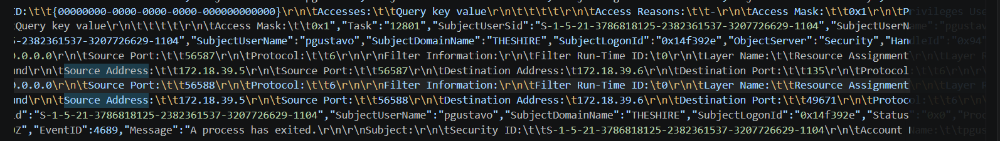 ID:\t\t{00000000-0000-0000-0000-000000000000}\r\n\tAccesses:\t\tQuery key value\r\n\t\t\t\t\r\n\tAccess Reasons:\t\t-\r\n\tAccess Mask:\t\t0x1\r\n\tPrivileges Use
\tQuery key value\r\n\t\t\t\t\r\n\tAccess Mask:\t\t0x1","Task":"12801","SubjectUserSid":"S-1-5-21-3786818125-2382361537-3207726629-1104","SubjectUserName":"pgustav
5-2382361537-3207726629-1104","SubjectUserName":"pgustavo","SubjectDomainName":"THESHIRE","SubjectLogonId":"0x14f392e","ObjectServer":"Security","HandleId":"0x94"
0.0.0.0\r\n\tSource Port:\t\t56587\r\n\tProtocol:\t\t6\r\n\r\nFilter Information:\r\n\tFilter Run-Time ID:\t0\r\n\tLayer Name:\t\tResource Assignment\r\n\tLayer R
und\r\n\tSource Address:\t\t172.18.39.5\r\n\tSource Port:\t\t56587\r\n\tDestination Address:\t172.18.39.6\r\n\tDestination Port:\t\t135\r\n\tProtocol:\t\t6\r\n\r
0.0.0.0\r\n\tSource Port:\t\t56588\r\n\tProtocol:\t\t6\r\n\r\nFilter Information:\r\n\tFilter Run-Time ID:\t0\r\n\tLayer Name:\t\tResource Assignment\r\n\tLayer R
und\r\n\tSource Address:\t\t172.18.39.5\r\n\tSource Port:\t\t56588\r\n\tDestination Address:\t172.18.39.6\r\n\tDestination Port:\t\t49671\r\n\tProtocol:\t\t6\r\n\
id":"S-1-5-21-3786818125-2382361537-3207726629-1104","SubjectUserName":"pgustavo","SubjectDomainName":"THESHIRE","SubjectLogonId":"0x14f392e","Status":"0x0","Proc
0Z","EventID":4689,"Message":"A process has exited.\r\n\r\nSubject:\r\n\tSecurity ID:\t\tS-1-5-21-3786818125-2382361537-3207726629-1104\r\n\tAccount Name:\t\tpgus